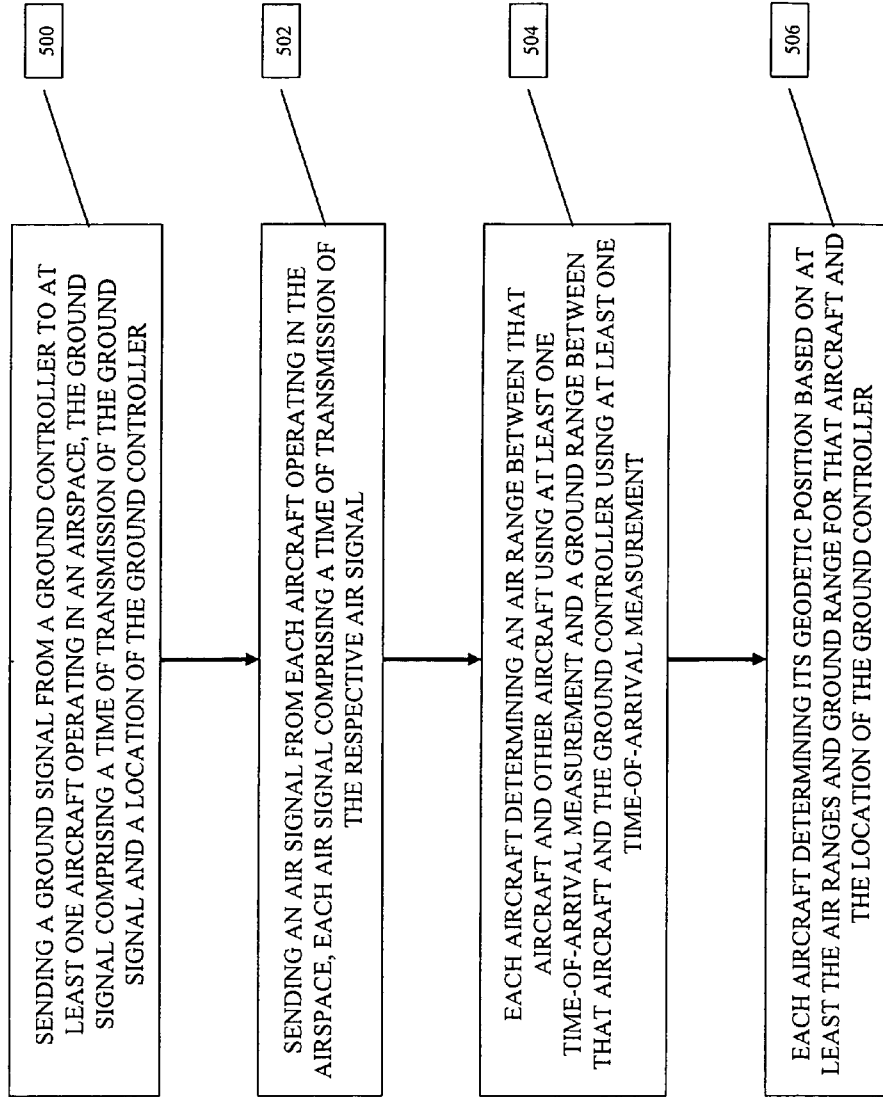 SENDING A GROUND SIGNAL FROM A GROUND CONTROLLER TO AT
LEAST ONE AIRCRAFT OPERATING IN AN AIRSPACE, THE GROUND
SIGNAL COMPRISING A TIME OF TRANSMISSION OF THE GROUND
SIGNAL AND A LOCATION OF THE GROUND CONTROLLER
500
SENDING AN AIR SIGNAL FROM EACH AIRCRAFT OPERATING IN THE
AIRSPACE, EACH AIR SIGNAL COMPRISING A TIME OF TRANSMISSION OF
THE RESPECTIVE AIR SIGNAL
502
EACH AIRCRAFT DETERMINING AN AIR RANGE BETWEEN THAT
AIRCRAFT AND OTHER AIRCRAFT USING AT LEAST ONE
TIME-OF-ARRIVAL MEASUREMENT AND A GROUND RANGE BETWEEN
THAT AIRCRAFT AND THE GROUND CONTROLLER USING AT LEAST ONE
TIME-OF-ARRIVAL MEASUREMENT
504
EACH AIRCRAFT DETERMINING ITS GEODETIC POSITION BASED ON AT
LEAST THE AIR RANGES AND GROUND RANGE FOR THAT AIRCRAFT AND
THE LOCATION OF THE GROUND CONTROLLER
506